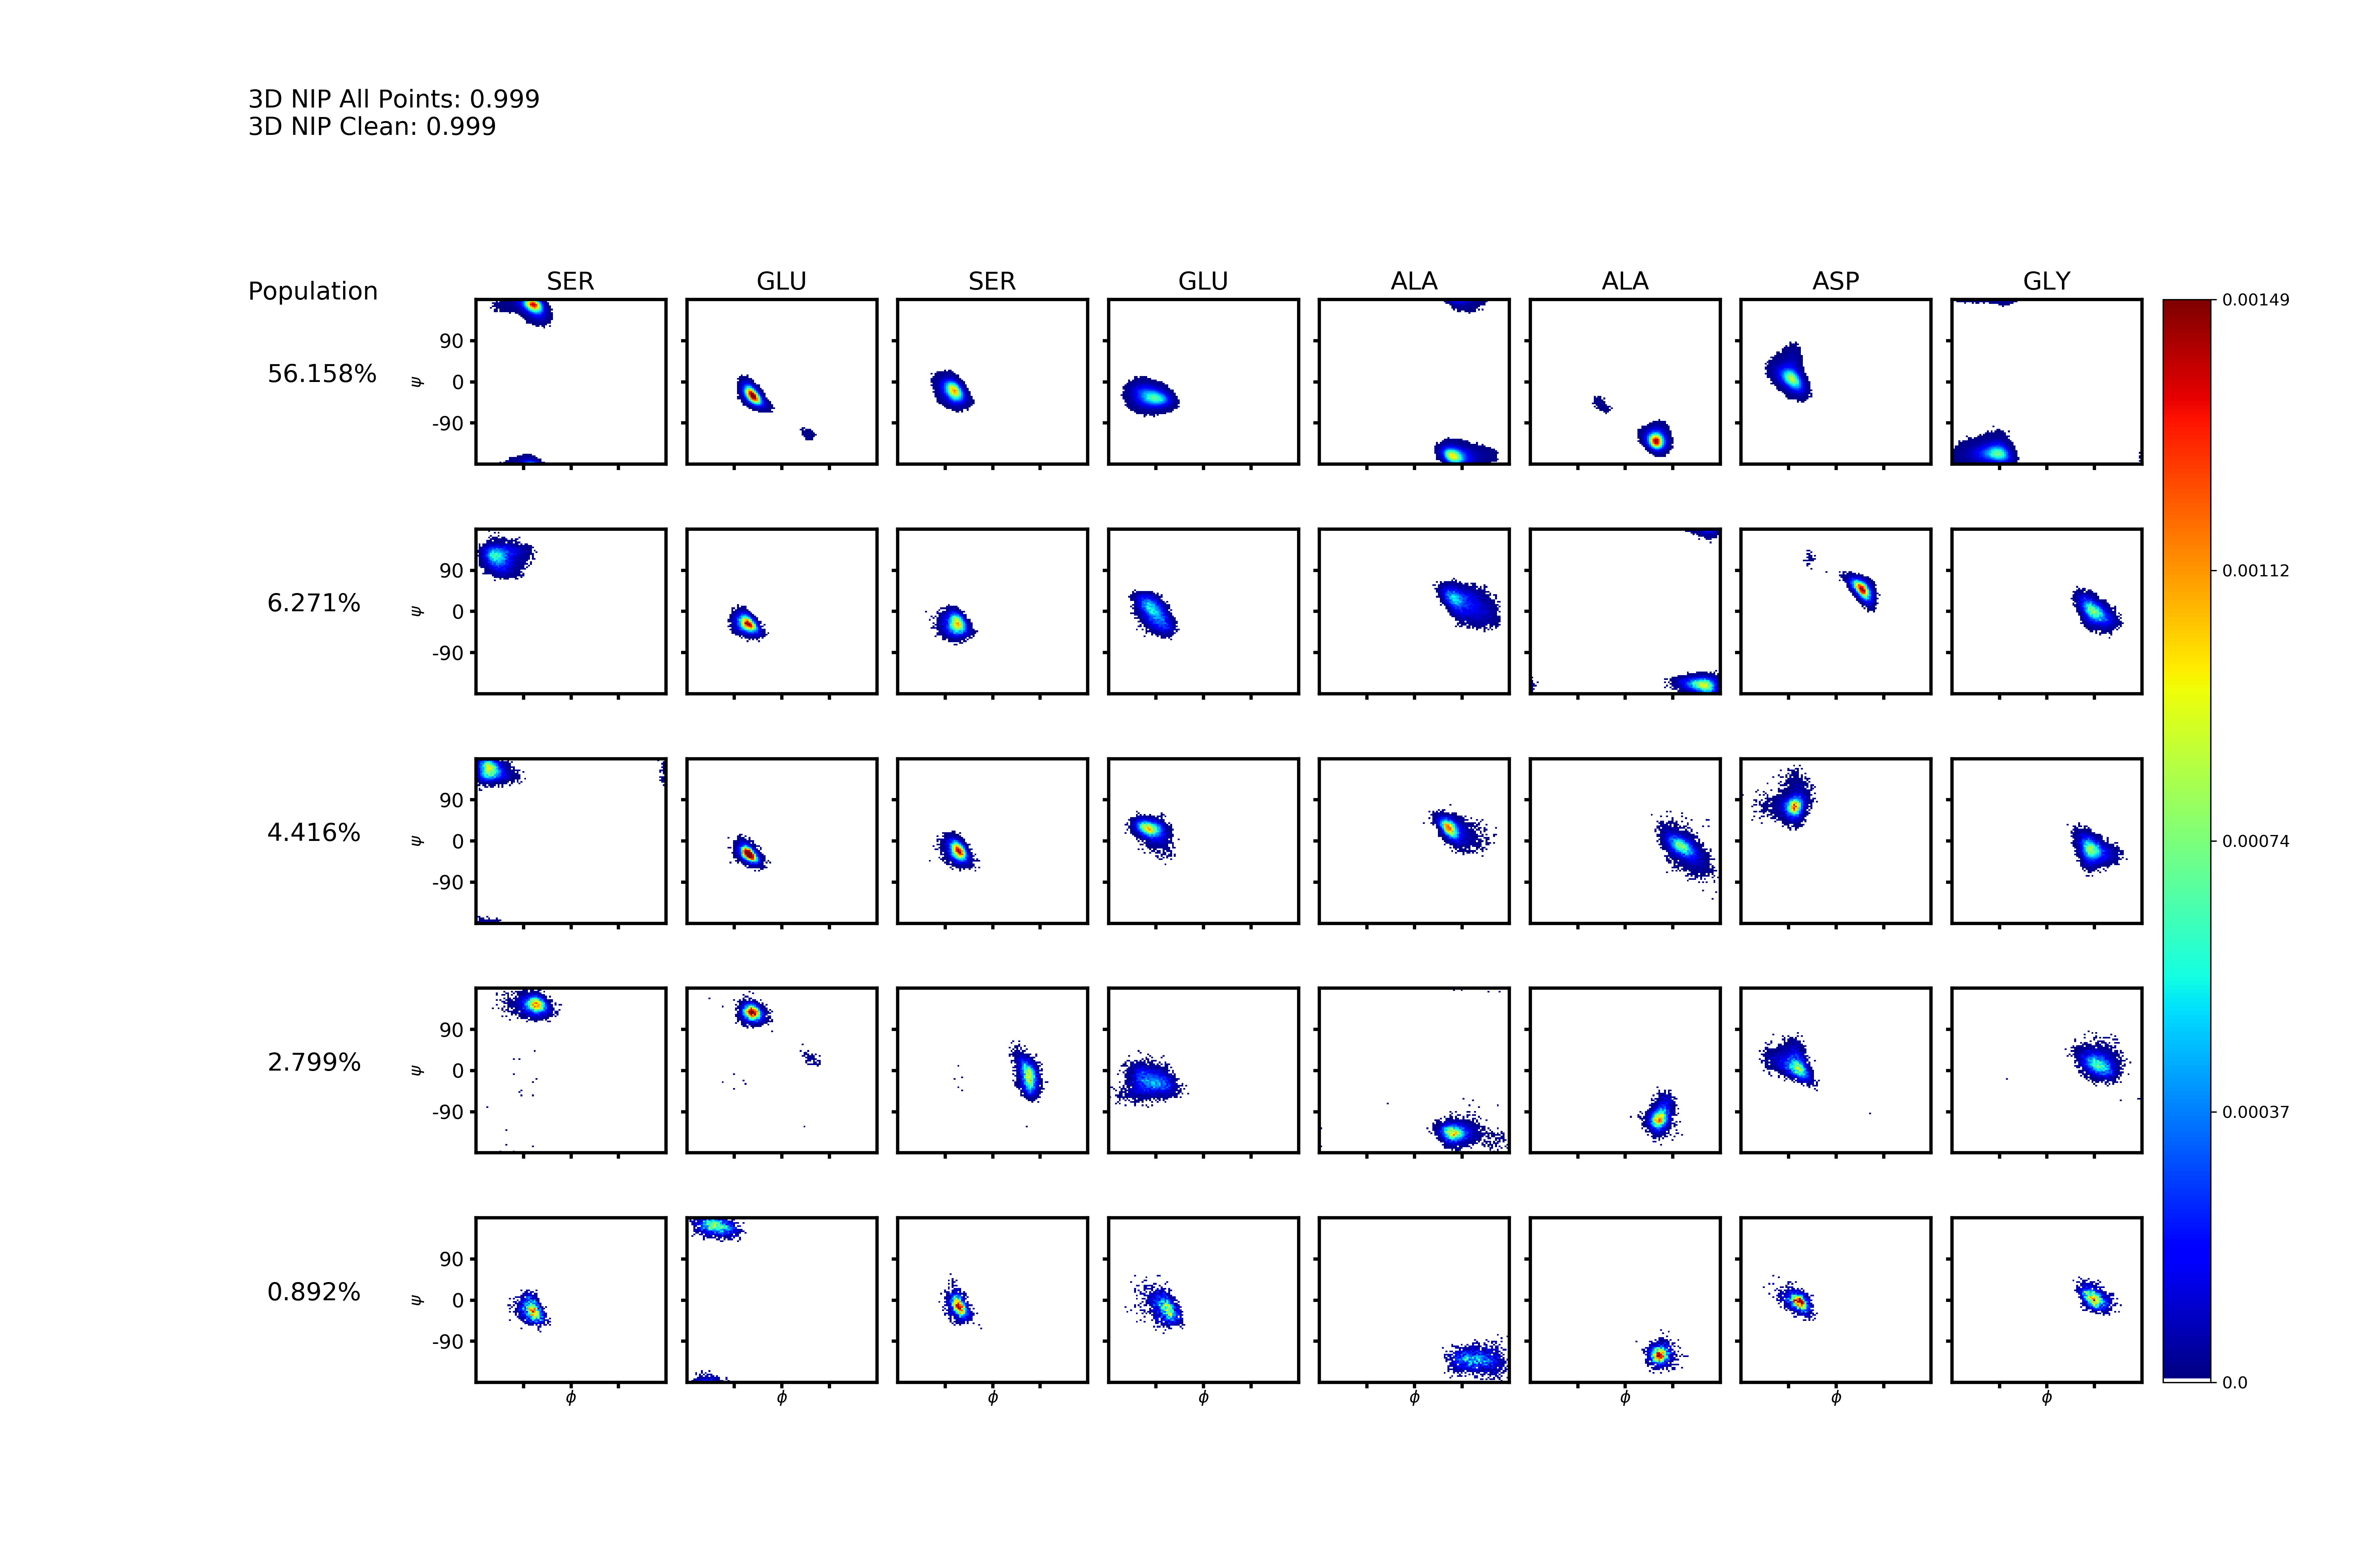 3D NIP All Points: 0.999
3D NIP Clean: 0.999
Population
SER GLU SER GLU ALA ALA ASP GLY
56.158%
ψ
90
0
-90
6.271%
ψ
90
0
-90
4.416%
ψ
90
0
-90
2.799%
ψ
90
0
-90
0.892%
ψ
90
0
-90
ϕ ϕ ϕ ϕ ϕ ϕ ϕ ϕ
0.00149
0.00112
0.00074
0.00037
0.0